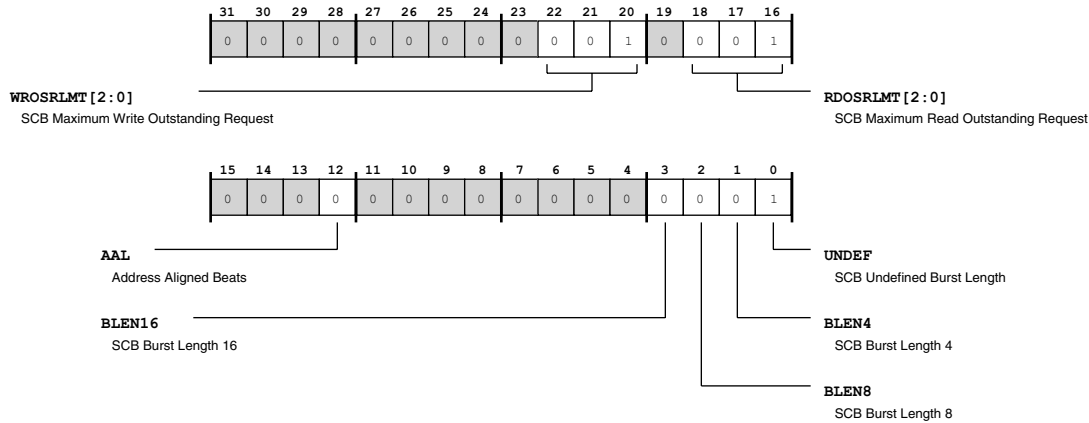 31 30 29 28 27 26 25 24 23 22 21 20 19 18 17 16
0 0 0 0 0 0 0 0 0 0 0 1 0 0 0 1
WROSRLMT[2:0] RDOSRLMT[2:0]
SCB Maximum Write Outstanding Request SCB Maximum Read Outstanding Request
15 14 13 12 11 10 9 8 7 6 5 4 3 2 1 0
0 0 0 0 0 0 0 0 0 0 0 0 0 0 0 1
AAL UNDEF
Address Aligned Beats SCB Undefined Burst Length
BLEN16 BLEN4
SCB Burst Length 16 SCB Burst Length 4
BLEN8
SCB Burst Length 8